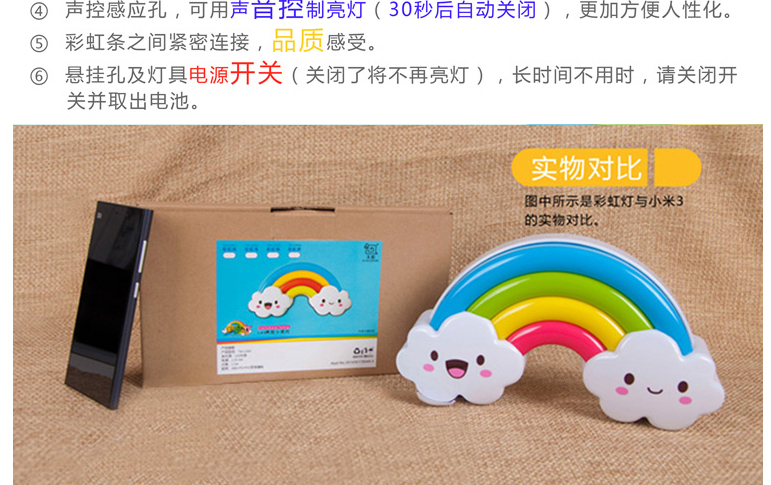 ④ 声控感应孔，可用声音控制亮灯（30秒后自动关闭），更加方便人性化。
⑤ 彩虹条之间紧密连接，品质感受。
⑥ 悬挂孔及灯具电源开关（关闭了将不再亮灯），长时间不用时，请关闭开
关并取出电池。
实物对比
图中所示是彩虹灯与小米3
的实物对比。